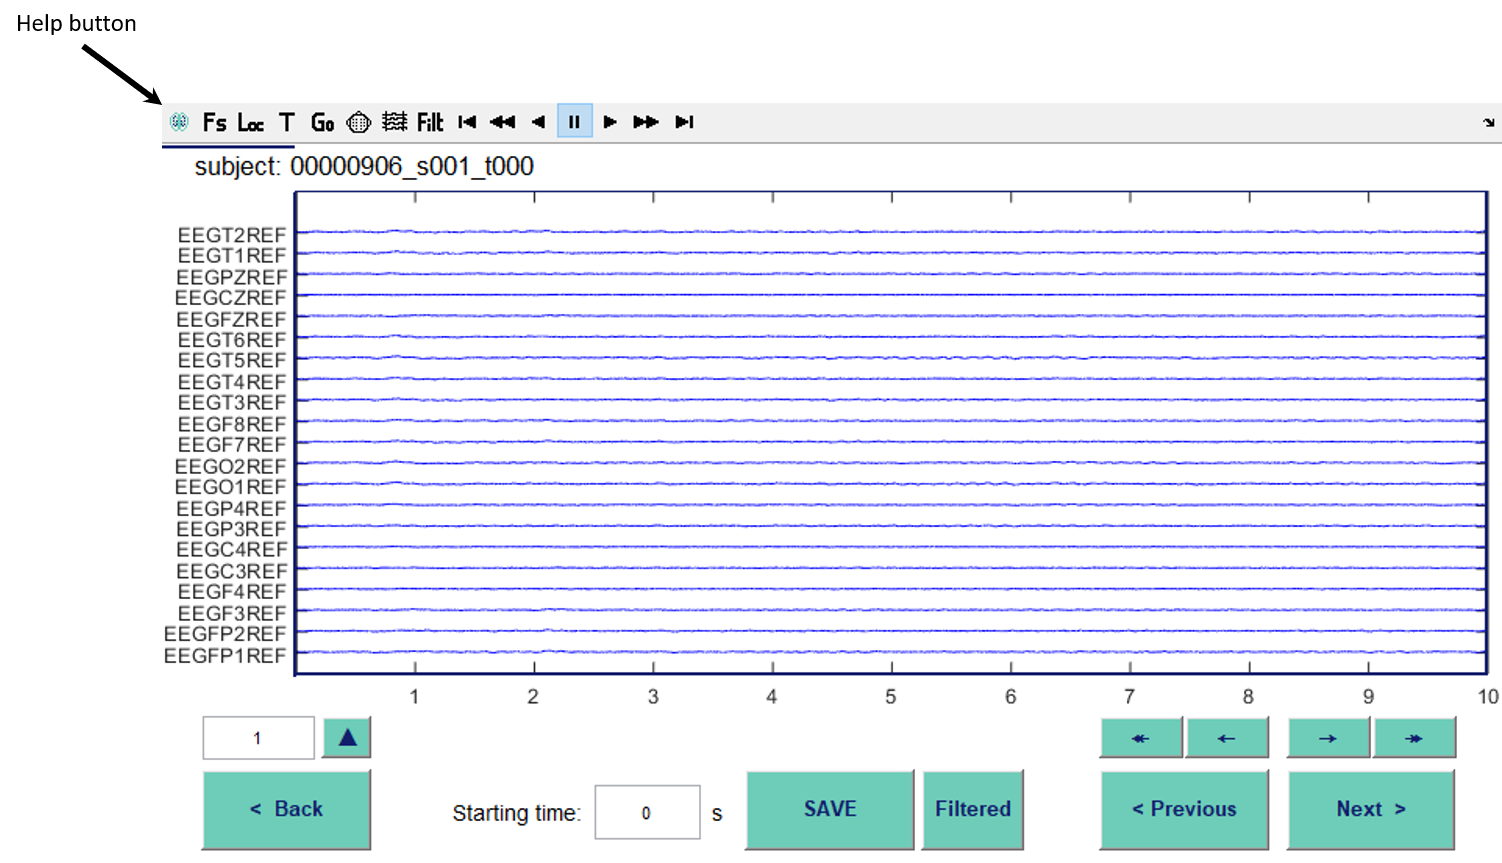 Help button
Fs Loc T Go Filt
subject: 00000906_s001_t000
EEGT2REF
EEGT1REF
EEGPZREF
EEGCZREF
EEGFZREF
EEGT6REF
EEGT5REF
EEGT4REF
EEGT3REF
EEGF8REF
EEGF7REF
EEGO2REF
EEGO1REF
EEGP4REF
EEGP3REF
EEGC4REF
EEGC3REF
EEGF4REF
EEGF3REF
EEGFP2REF
EEGFP1REF
1 2 3 4 5 6 7 8 9 10
1
< Back
Starting time: 0 s
SAVE
Filtered
< Previous
Next >